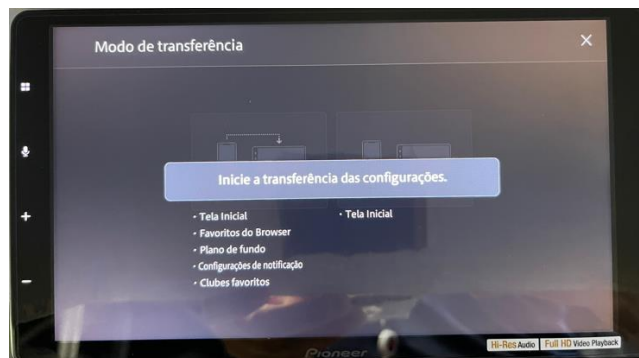 Modo de transferência
Inicie a transferência das configurações.
· Tela Inicial
· Favoritos do Browser
· Plano de fundo
· Configurações de notificação
· Clubes favoritos
· Tela Inicial
Pioneer
Hi-Res Audio Full HD Video Playback